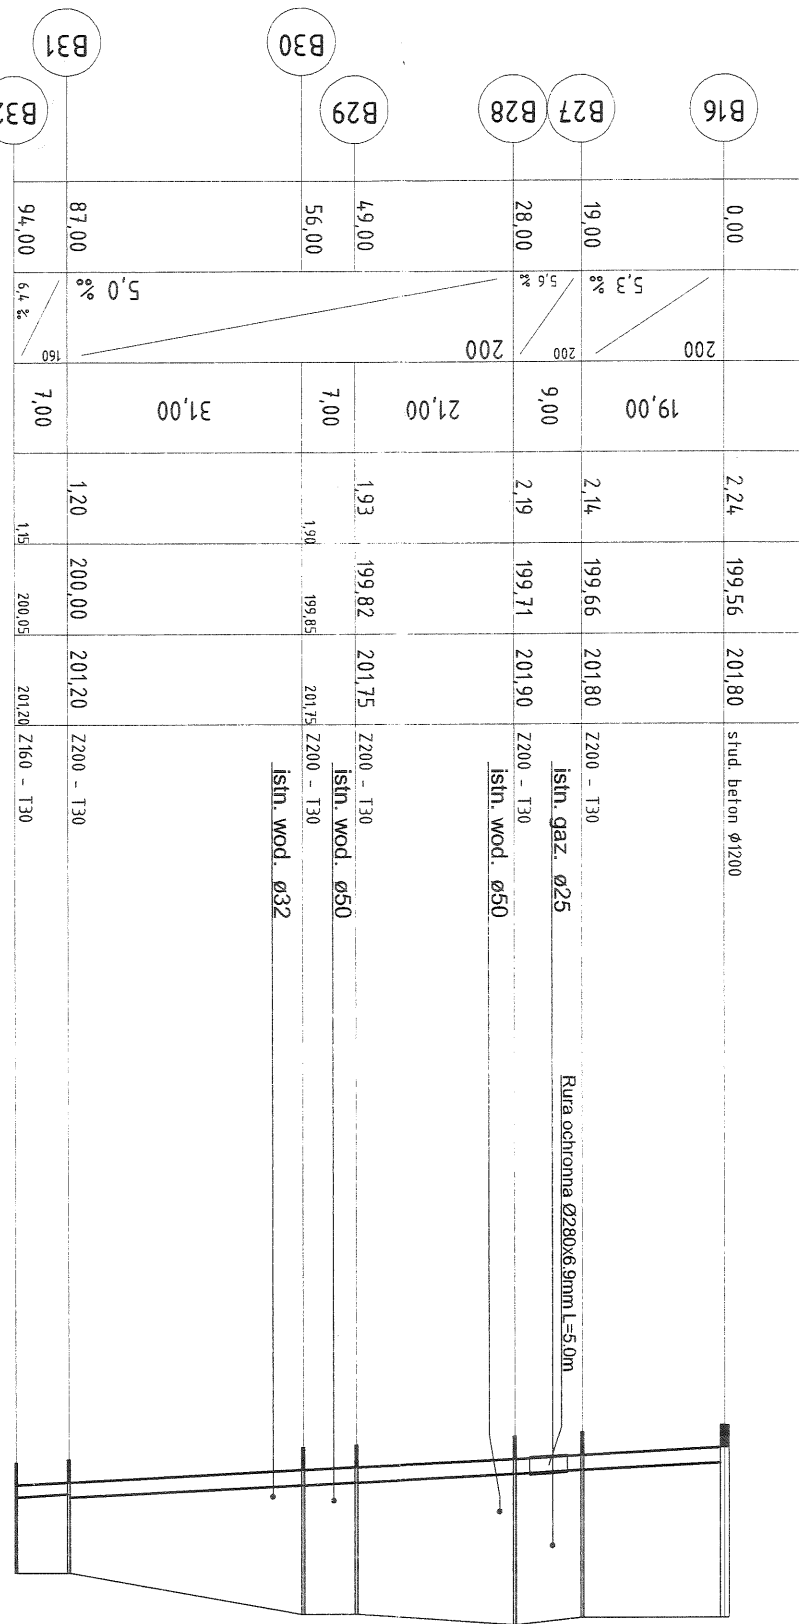 B32
B31
B30
B29
B28
B27
B16
94,00
87,00
56,00
49,00
28,00
19,00
0,00
6,4 ‰
160
5,0 ‰
200
5,6 ‰
200
5,3 ‰
200
7,00
31,00
7,00
21,00
9,00
19,00
1,15
1,20
1,90
1,93
2,19
2,14
2,24
200,05
200,00
199,85
199,82
199,71
199,66
199,56
201,20
201,20
201,75
201,75
201,90
201,80
201,80
Z160 - T30
Z200 - T30
Z200 - T30
Z200 - T30
Z200 - T30
Z200 - T30
stud. beton ø1200
istn. wod. ø32
istn. wod. ø50
istn. wod. ø50
istn. gaz. ø25
Rura ochronna Ø280x6.9mm L=5.0m